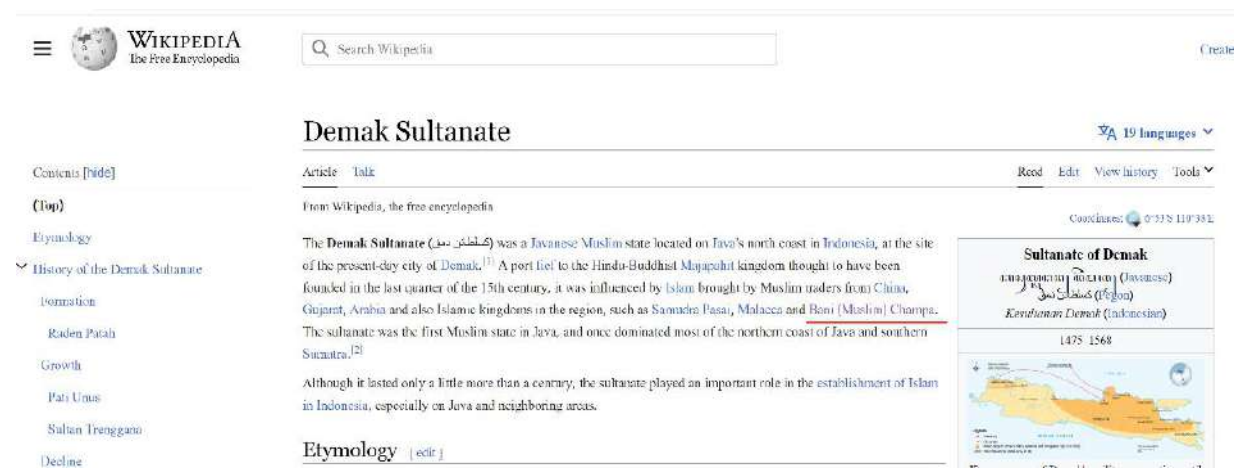 WIKIPEDIA
The Free Encyclopedia
Search Wikipedia
Create
Demak Sultanate
19 languages
Contents [hide]
Article Talk
Read Edit View history Tools
(Top)
From Wikipedia, the free encyclopedia
Etymology
History of the Demak Sultanate
Formation
Raden Patah
Growth
Pati Unus
Sultan Trenggana
Decline
The Demak Sultanate (كسلطانن دمق) was a Javanese Muslim state located on Java's north coast in Indonesia, at the site
of the present-day city of Demak.[1] A port fief to the Hindu-Buddhist Majapahit kingdom thought to have been
founded in the last quarter of the 15th century, it was influenced by Islam brought by Muslim traders from China,
Gujarat, Arabia and also Islamic kingdoms in the region, such as Samudra Pasai, Malacca and Bani (Muslim) Champa.
The sultanate was the first Muslim state in Java, and once dominated most of the northern coast of Java and southern
Sumatra.[2]
Although it lasted only a little more than a century, the sultanate played an important role in the establishment of Islam
in Indonesia, especially on Java and neighboring areas.
Etymology [edit]
Coordinates:
Sultanate of Demak
(Javanese)
(Pégon)
Kesultanan Demak (Indonesian)
1475–1568